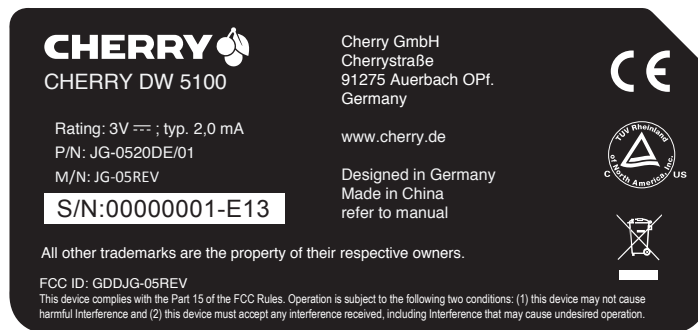 CHERRY
CHERRY DW 5100
Rating: 3V ⎓ ; typ. 2,0 mA
P/N: JG-0520DE/01
M/N: JG-05REV
S/N:00000001-E13
Cherry GmbH
Cherrystraße
91275 Auerbach OPf.
Germany
www.cherry.de
Designed in Germany
Made in China
refer to manual
CE
TUV Rheinland
of North America, Inc.
C US
All other trademarks are the property of their respective owners.
FCC ID: GDDJG-05REV
This device complies with the Part 15 of the FCC Rules. Operation is subject to the following two conditions: (1) this device may not cause
harmful Interference and (2) this device must accept any interference received, including Interference that may cause undesired operation.